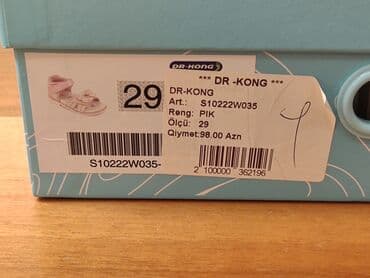 DR-KONG
29
S10222W035-
*** DR -KONG ***
DR-KONG
Art.: S10222W035
Reng: PIK
Ölçü: 29
Qiymet:98.00 Azn
2 100000 362196